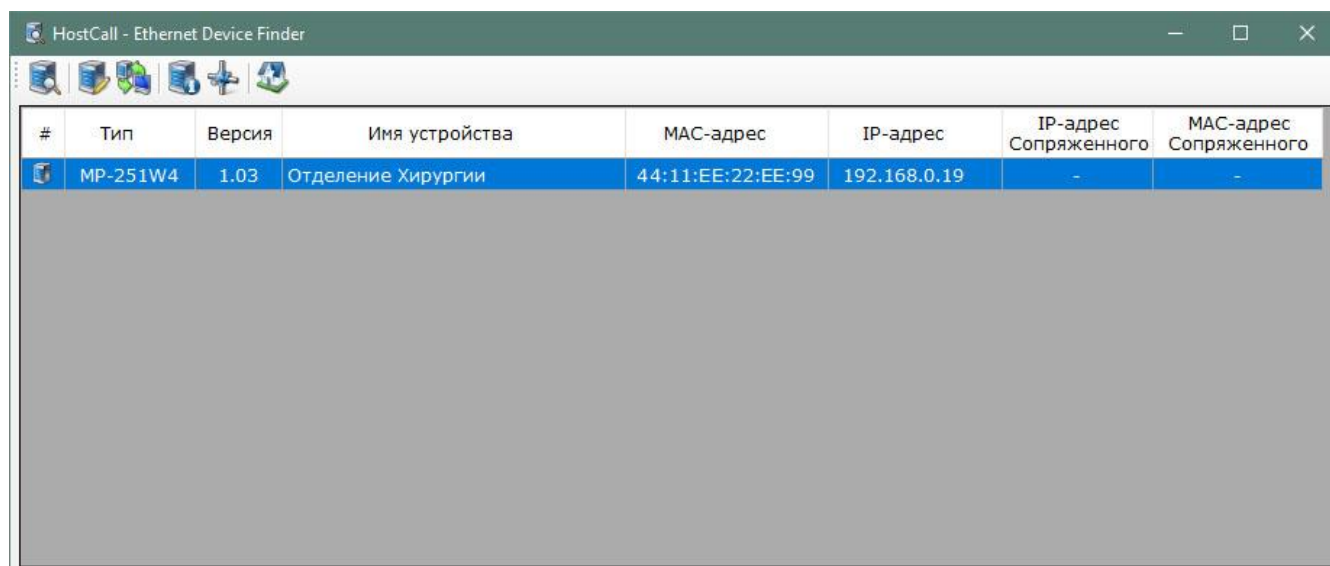 HostCall - Ethernet Device Finder
# Тип Версия Имя устройства MAC-адрес IP-адрес IP-адрес Сопряженного MAC-адрес Сопряженного
MP-251W4 1.03 Отделение Хирургии 44:11:EE:22:EE:99 192.168.0.19 - -